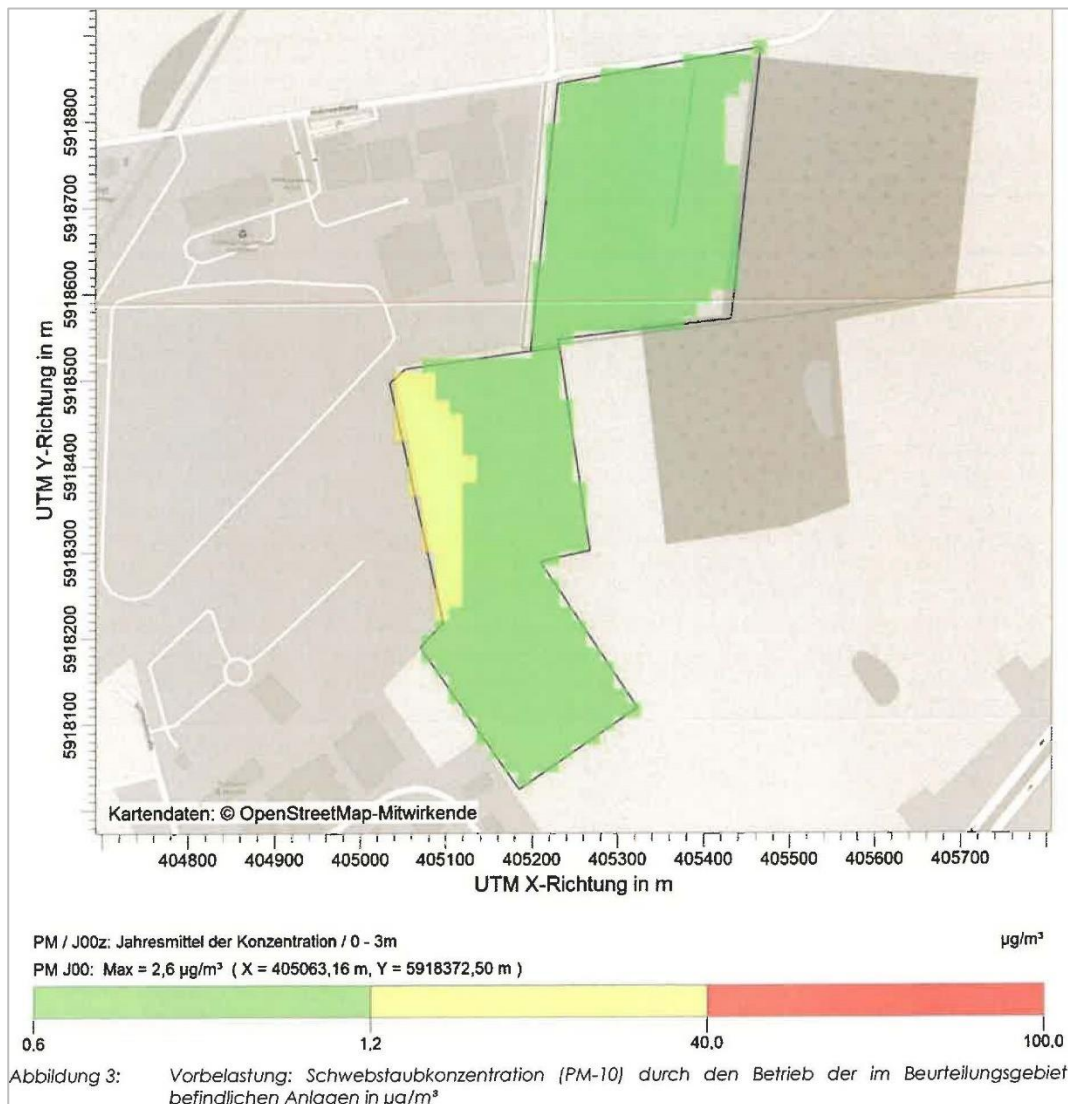 UTM Y-Richtung in m
5918800
5918700
5918600
5918500
5918400
5918300
5918200
5918100
Kartendaten: © OpenStreetMap-Mitwirkende
404800 404900 405000 405100 405200 405300 405400 405500 405600 405700
UTM X-Richtung in m
PM / J00z: Jahresmittel der Konzentration / 0 - 3m µg/m³
PM J00: Max = 2,6 µg/m³ ( X = 405063,16 m, Y = 5918372,50 m )
0.6 1,2 40,0 100,0
Abbildung 3: Vorbelastung: Schwebstaubkonzentration (PM-10) durch den Betrieb der im Beurteilungsgebiet
befindlichen Anlagen in µg/m³